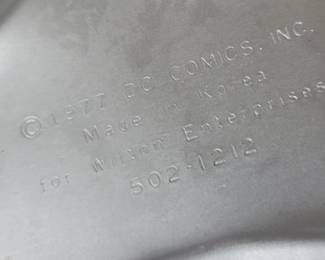 © 1977 DC COMICS, INC.
Made in Korea
for Wilton Enterprises
502-1212